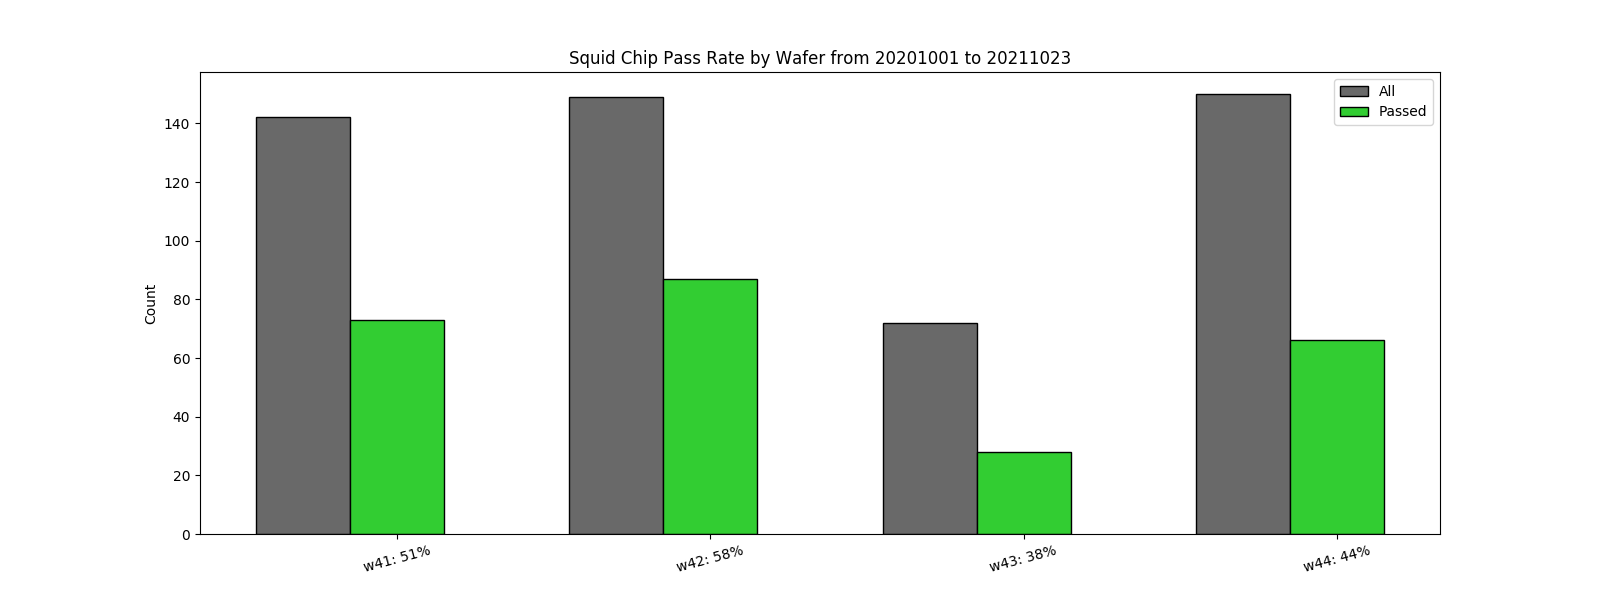 Squid Chip Pass Rate by Wafer from 20201001 to 20211023
All
Passed
Count
140
120
100
80
60
40
20
0
w41: 51%
w42: 58%
w43: 38%
w44: 44%